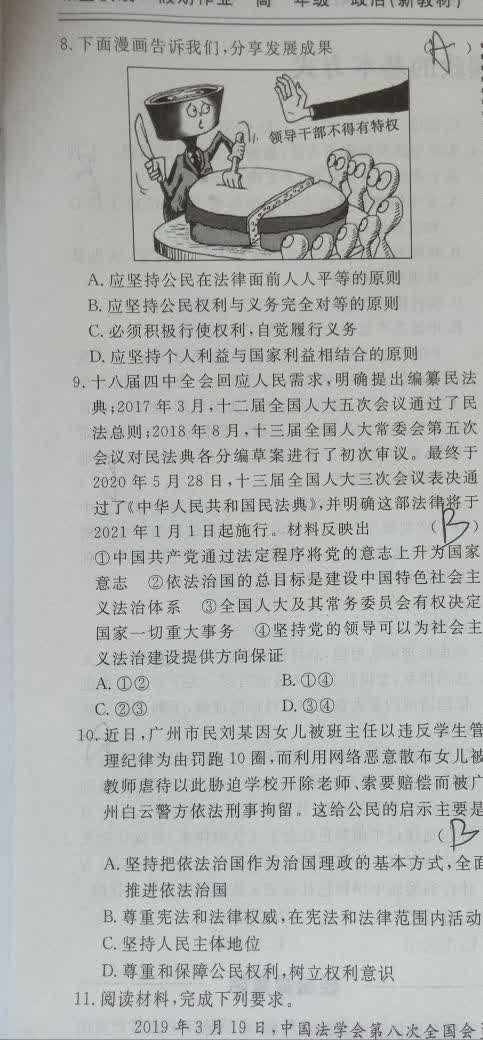 8.下面漫画告诉我们,分享发展成果 (A)
领导干部不得有特权
A.应坚持公民在法律面前人人平等的原则
B.应坚持公民权利与义务完全对等的原则
C.必须积极行使权利,自觉履行义务
D.应坚持个人利益与国家利益相结合的原则
9.十八届四中全会回应人民需求,明确提出编纂民法
典;2017年3月,十二届全国人大五次会议通过了民
法总则;2018年8月,十三届全国人大常委会第五次
会议对民法典各分编草案进行了初次审议。最终于
2020年5月28日,十三届全国人大三次会议表决通
过了《中华人民共和国民法典》,并明确这部法律将于
2021年1月1日起施行。材料反映出 (B)
①中国共产党通过法定程序将党的意志上升为国家
意志 ②依法治国的总目标是建设中国特色社会主
义法治体系 ③全国人大及其常务委员会有权决定
国家一切重大事务 ④坚持党的领导可以为社会主
义法治建设提供方向保证
A.①② B.①④
C.②③ D.③④
10.近日,广州市民刘某因女儿被班主任以违反学生管
理纪律为由罚跑10圈,而利用网络恶意散布女儿被
教师虐待以此胁迫学校开除老师、索要赔偿而被广
州白云警方依法刑事拘留。这给公民的启示主要是
(B
A.坚持把依法治国作为治国理政的基本方式,全面
推进依法治国
B.尊重宪法和法律权威,在宪法和法律范围内活动
C.坚持人民主体地位
D.尊重和保障公民权利,树立权利意识
11.阅读材料,完成下列要求。
2019年3月19日,中国法学会第八次全国会